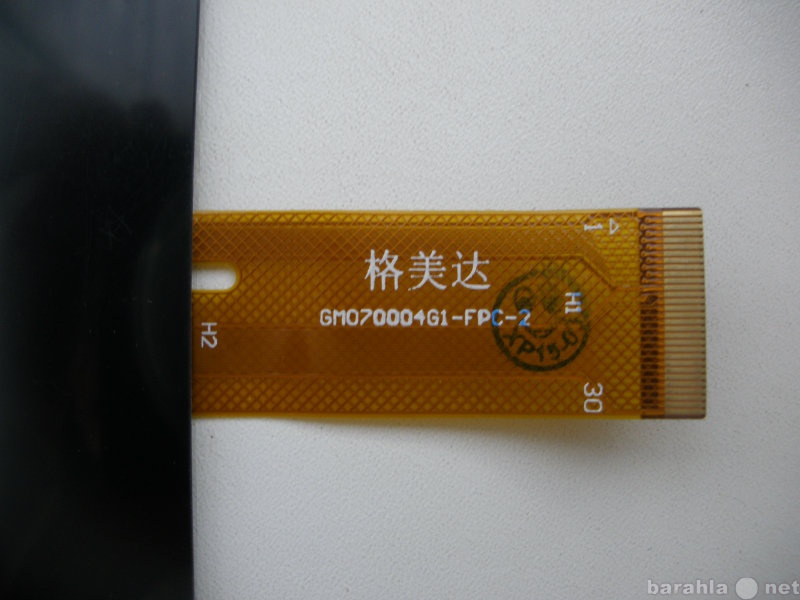 1
格美达
GM070004G1-FPC-2
H1
H2
30
barahla net